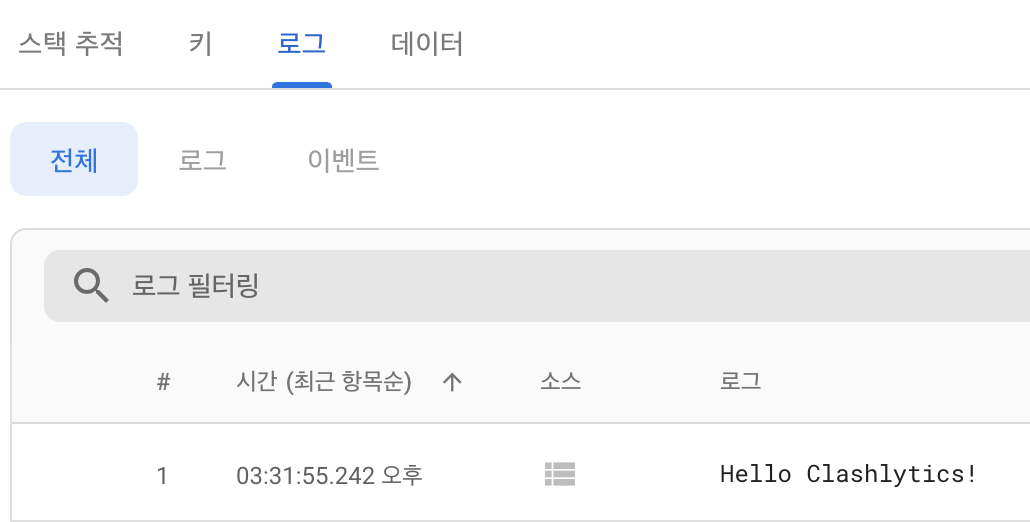 스택 추적 키 로그 데이터
전체 로그 이벤트
로그 필터링
# 시간 (최근 항목순) ↑ 소스 로그
1 03:31:55.242 오후 Hello Clashlytics!